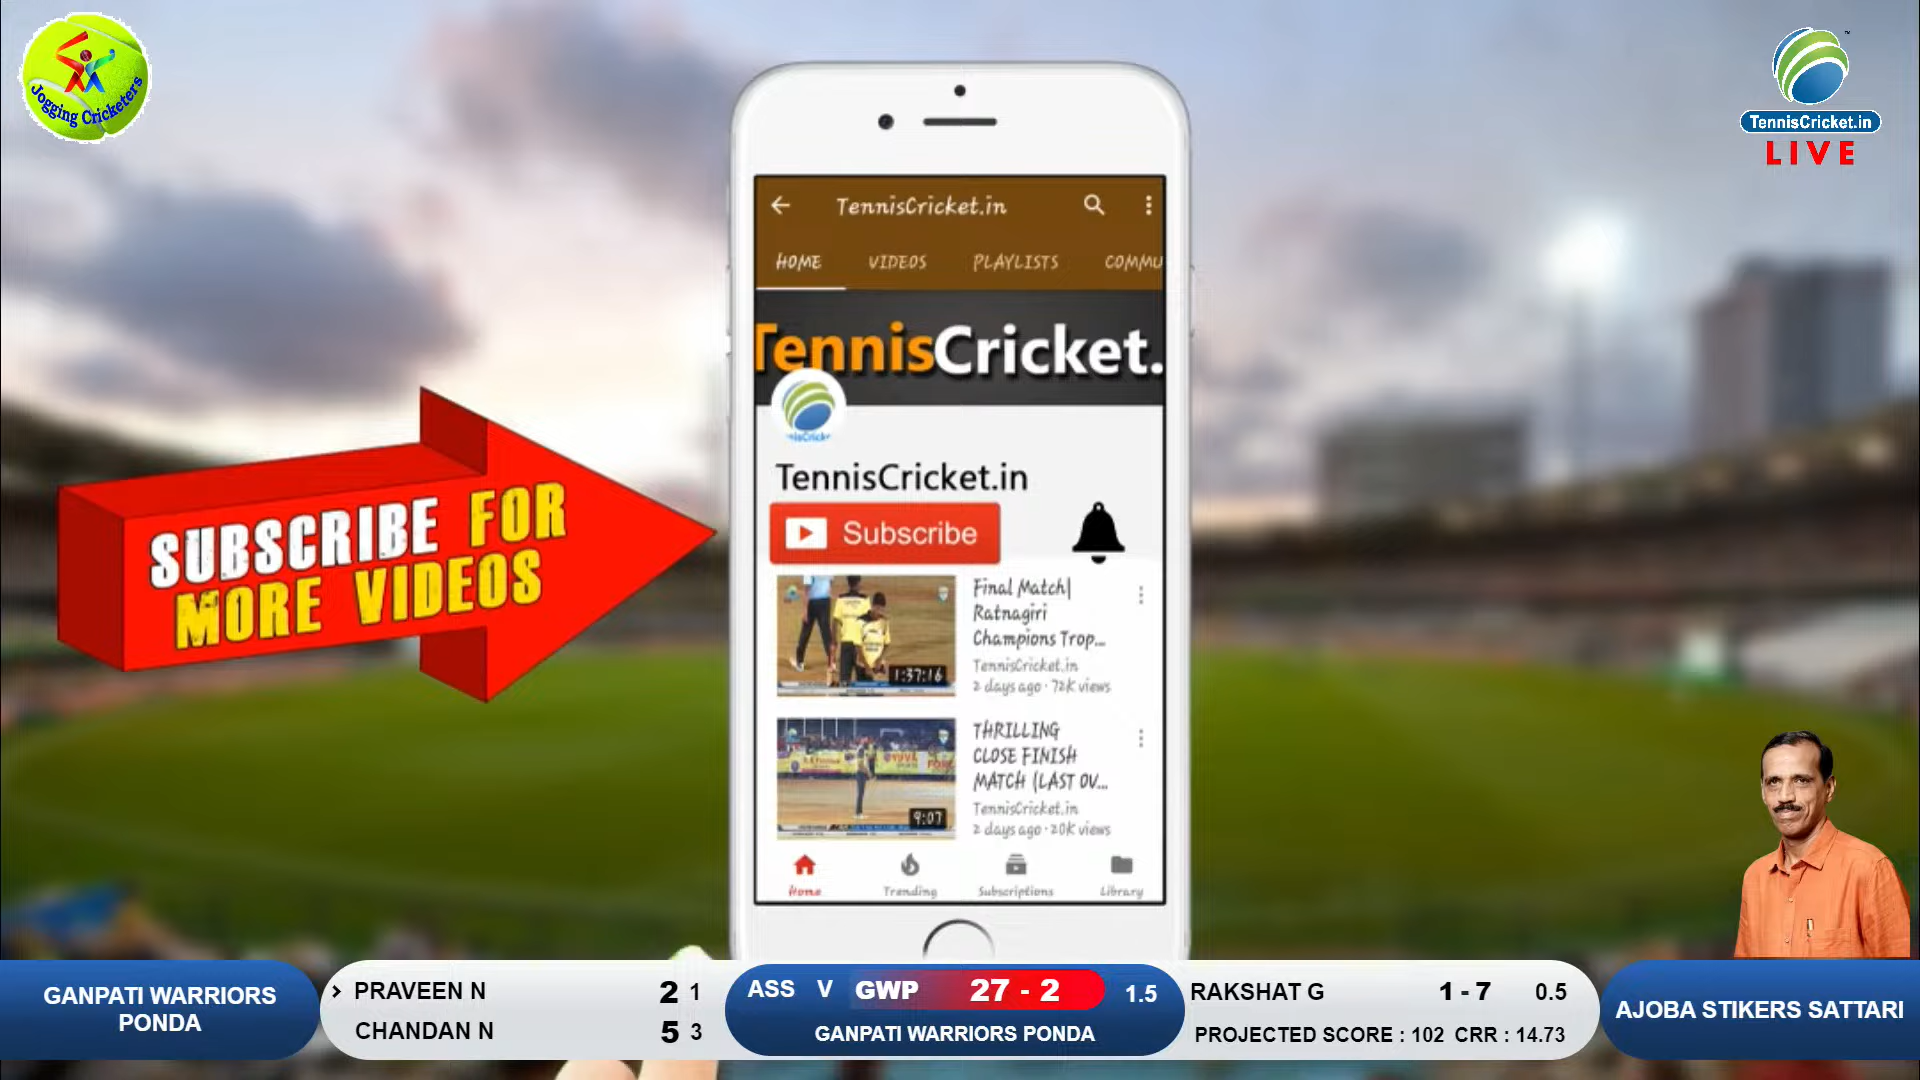 Jogging Cricketers
TennisCricket.in
LIVE
TennisCricket.in
HOME VIDEOS PLAYLISTS COMMU
TennisCricket.
TennisCricket.in
Subscribe
SUBSCRIBE FOR
MORE VIDEOS
Final Match|
Ratnagiri
Champions Trop...
TennisCricket.in
2 days ago · 72K views
1:37:16
THRILLING
CLOSE FINISH
MATCH (LAST OV...
TennisCricket.in
2 days ago · 20K views
9:07
Home Trending Subscriptions Library
GANPATI WARRIORS
PONDA
PRAVEEN N 2 1
CHANDAN N 5 3
ASS V GWP 27 - 2 1.5
GANPATI WARRIORS PONDA
RAKSHAT G 1 - 7 0.5
PROJECTED SCORE : 102 CRR : 14.73
AJOBA STIKERS SATTARI